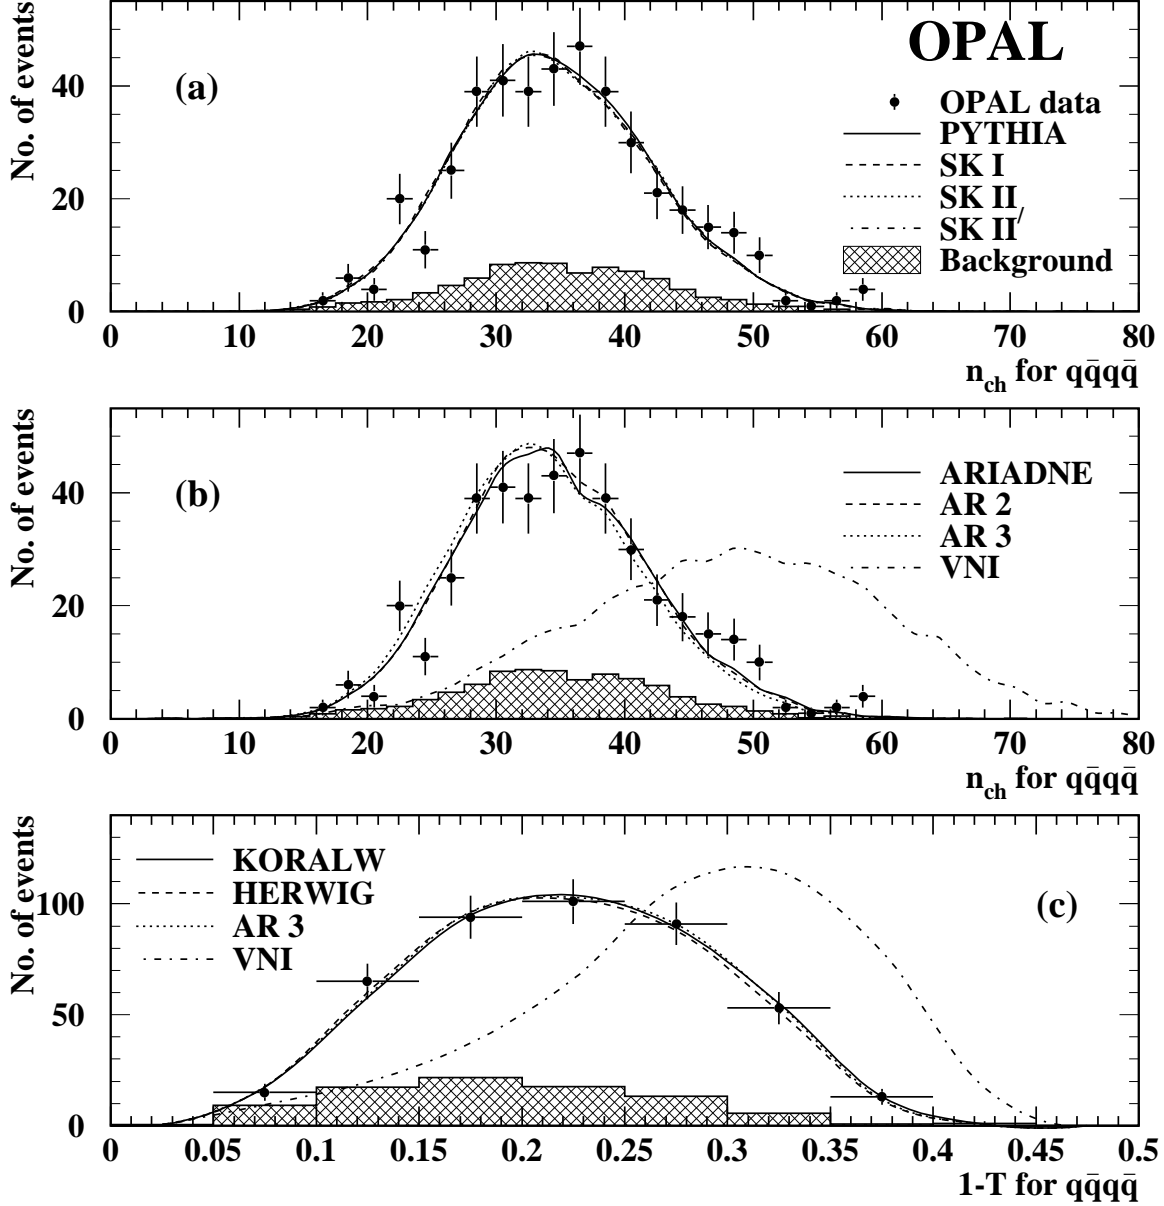 OPAL
No. of events
(a)
OPAL data
PYTHIA
SK I
SK II
SK II′
Background
40
20
0
0 10 20 30 40 50 60 70 80
n_ch for qq̄qq̄
No. of events
(b)
ARIADNE
AR 2
AR 3
VNI
40
20
0
0 10 20 30 40 50 60 70 80
n_ch for qq̄qq̄
No. of events
KORALW
HERWIG
AR 3
VNI
(c)
100
50
0
0 0.05 0.1 0.15 0.2 0.25 0.3 0.35 0.4 0.45 0.5
1-T for qq̄qq̄